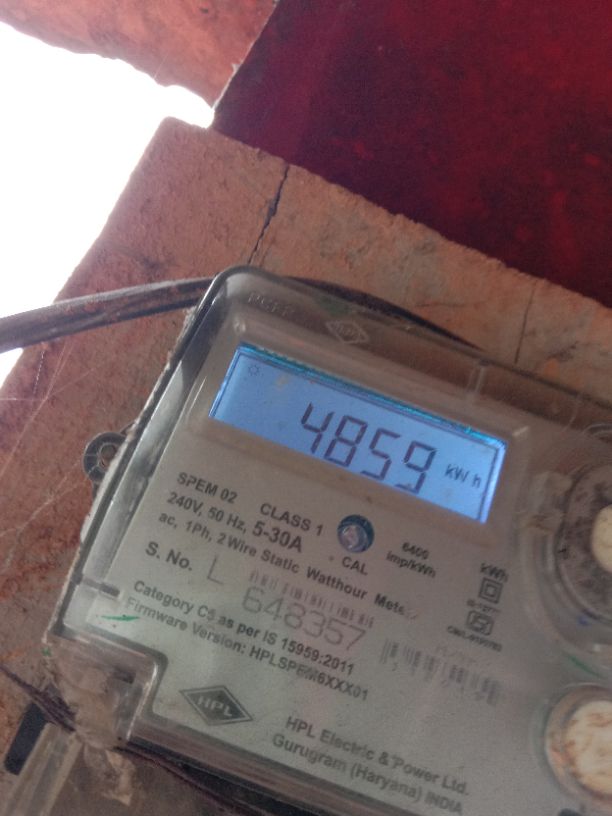 HPL
4859 kWh
SPEM 02 CLASS 1
240V, 50 Hz, 5-30A
ac, 1Ph, 2 Wire Static Watthour
CAL
6400
imp/kWh
kWh
S. No. L 648357
Category C5 as per IS 15959:2011
Firmware Version: HPLSPEM6XXX01
HPL
HPL Electric & Power Ltd.
Gurugram (Haryana) INDIA